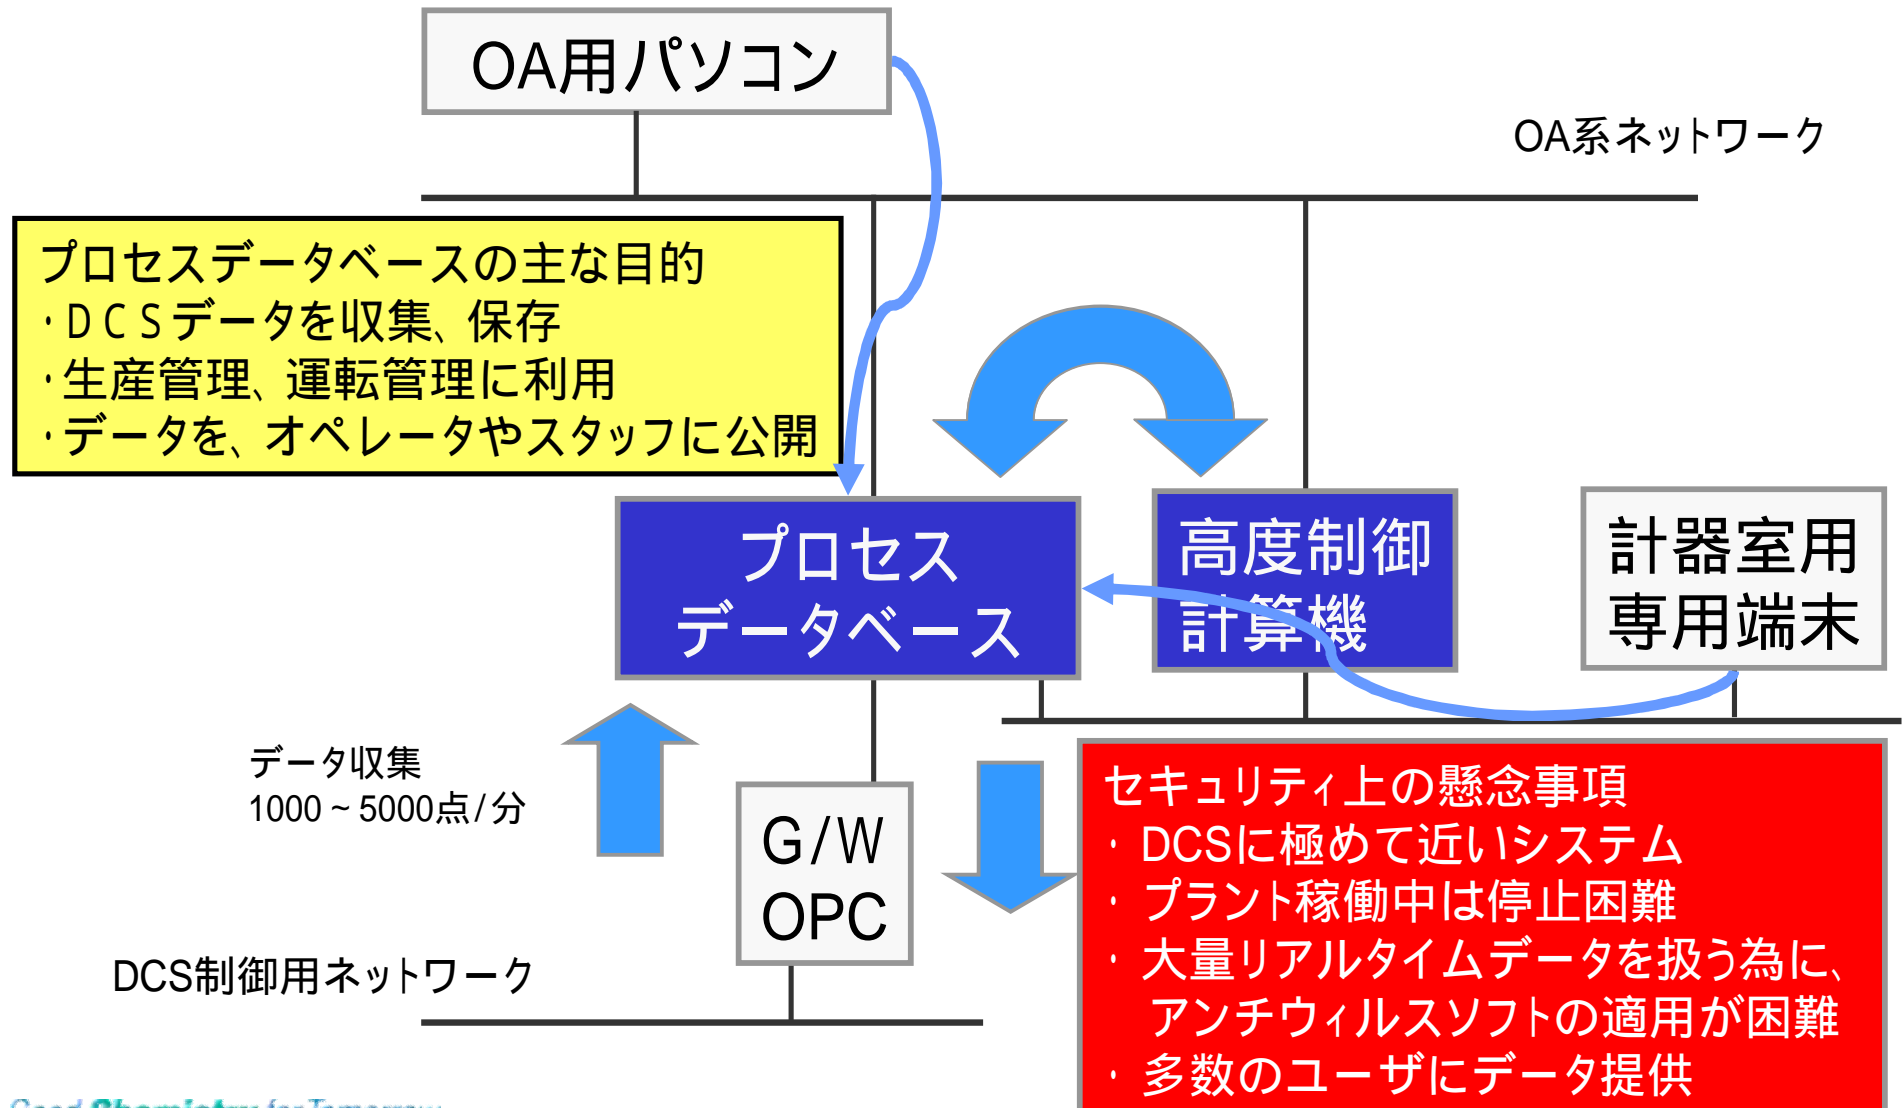 OA用パソコン
OA系ネットワーク
プロセスデータベースの主な目的
・DCSデータを収集、保存
・生産管理、運転管理に利用
・データを、オペレータやスタッフに公開
プロセス
データベース
高度制御
計算機
計器室用
専用端末
データ収集
1000~5000点/分
G/W
OPC
DCS制御用ネットワーク
セキュリティ上の懸念事項
・ DCSに極めて近いシステム
・ プラント稼働中は停止困難
・ 大量リアルタイムデータを扱う為に、
アンチウィルスソフトの適用が困難
・ 多数のユーザにデータ提供
Good Chemistry for Tomorrow